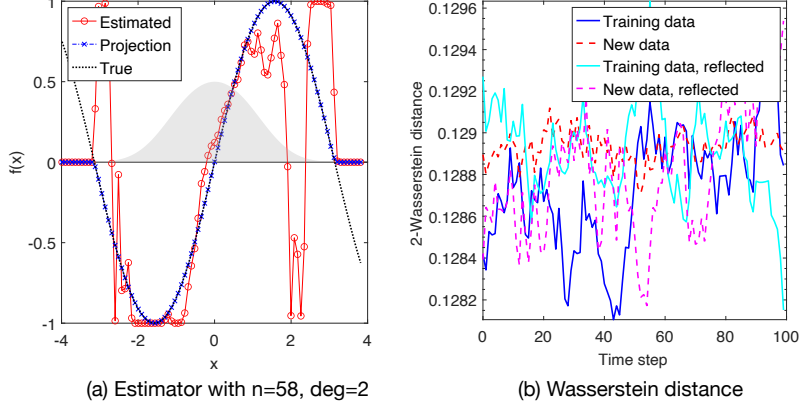 1
0.5
0
-0.5
-1
-4
-2
0
2
4
f(x)
x
Estimated
Projection
True
(a) Estimator with n=58, deg=2
0.1296
0.1294
0.1292
0.129
0.1288
0.1286
0.1284
0.1282
0
20
40
60
80
100
2-Wasserstein distance
Time step
Training data
New data
Training data, reflected
New data, reflected
(b) Wasserstein distance